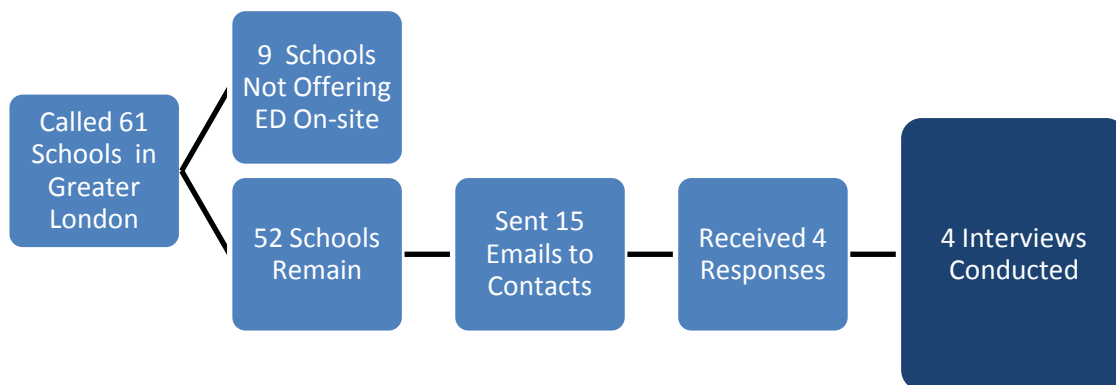 Called 61
Schools in
Greater
London
9 Schools
Not Offering
ED On-site
52 Schools
Remain
Sent 15
Emails to
Contacts
Received 4
Responses
4 Interviews
Conducted